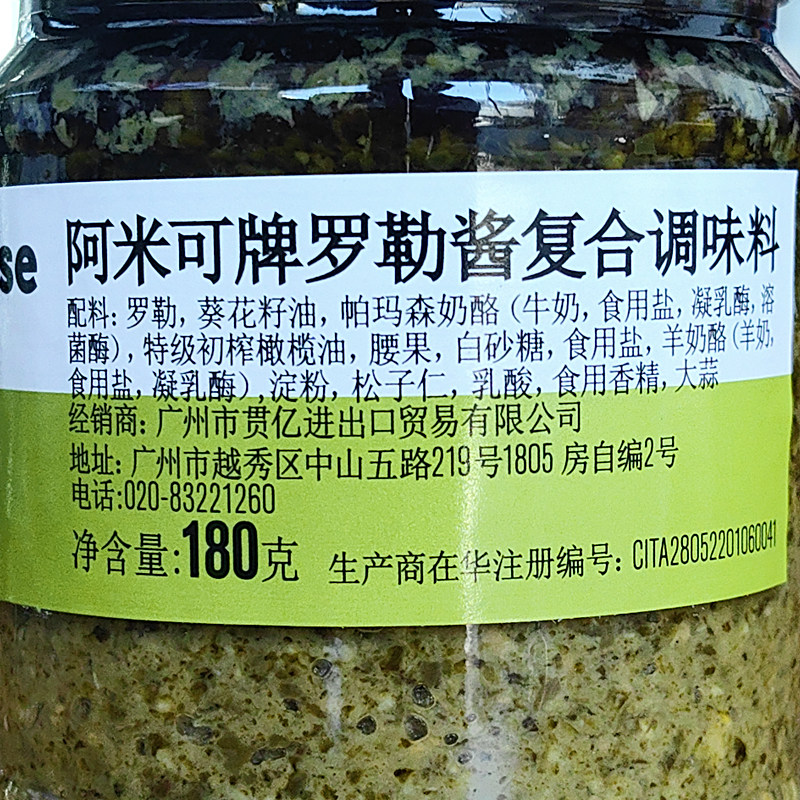 se
阿米可牌罗勒酱复合调味料
配料: 罗勒, 葵花籽油, 帕玛森奶酪 (牛奶, 食用盐, 凝乳酶, 溶
菌酶), 特级初榨橄榄油, 腰果, 白砂糖, 食用盐, 羊奶酪 (羊奶,
食用盐, 凝乳酶), 淀粉, 松子仁, 乳酸, 食用香精, 大蒜
经销商: 广州市贯亿进出口贸易有限公司
地址: 广州市越秀区中山五路219号1805 房自编2号
电话:020-83221260
净含量:180克
生产商在华注册编号: CITA28052201060041